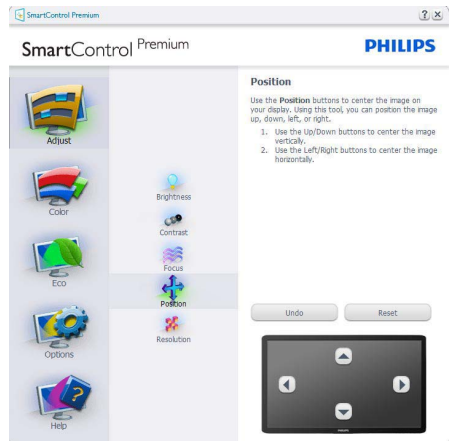 SmartControl Premium
? ×
SmartControl Premium
PHILIPS
Adjust
Color
Eco
Options
Help
Brightness
Contrast
Focus
Position
Resolution
Position
Use the Position buttons to center the image on
your display. Using this tool, you can position the image
up, down, left, or right.
1. Use the Up/Down buttons to center the image
vertically.
2. Use the Left/Right buttons to center the image
horizontally.
Undo
Reset
PHILIPS